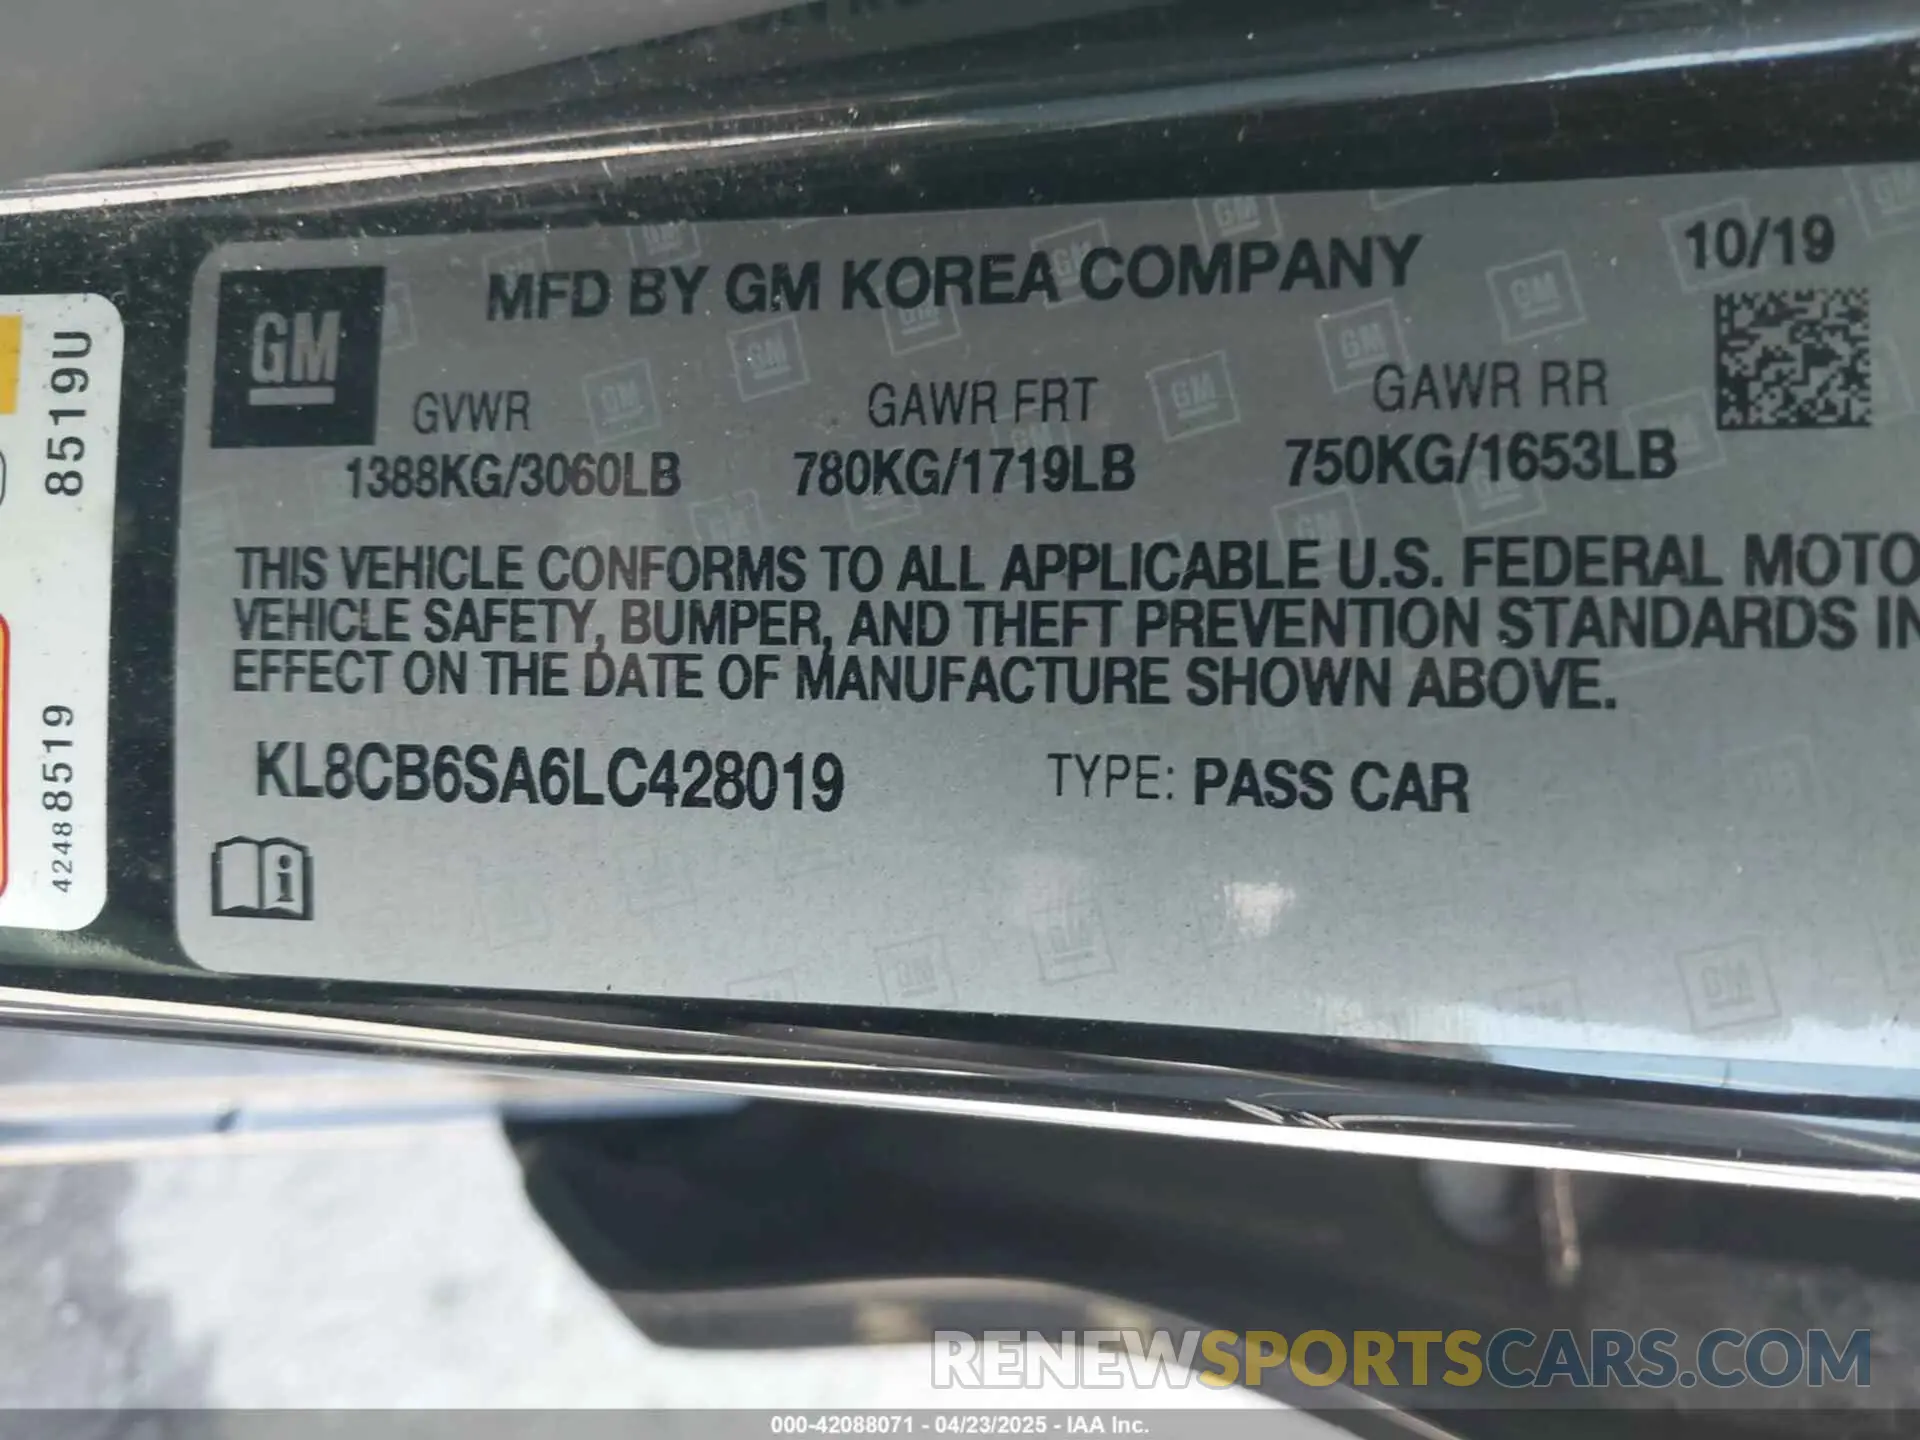 MFD BY GM KOREA COMPANY
10/19
GM
GVWR
GAWR FRT
GAWR RR
1388KG/3060LB
780KG/1719LB
750KG/1653LB
THIS VEHICLE CONFORMS TO ALL APPLICABLE U.S. FEDERAL MOTO
VEHICLE SAFETY, BUMPER, AND THEFT PREVENTION STANDARDS IN
EFFECT ON THE DATE OF MANUFACTURE SHOWN ABOVE.
KL8CB6SA6LC428019
TYPE: PASS CAR
8519U
42488519
RENEWSPORTSCARS.COM
000-42088071 - 04/23/2025 - IAA Inc.